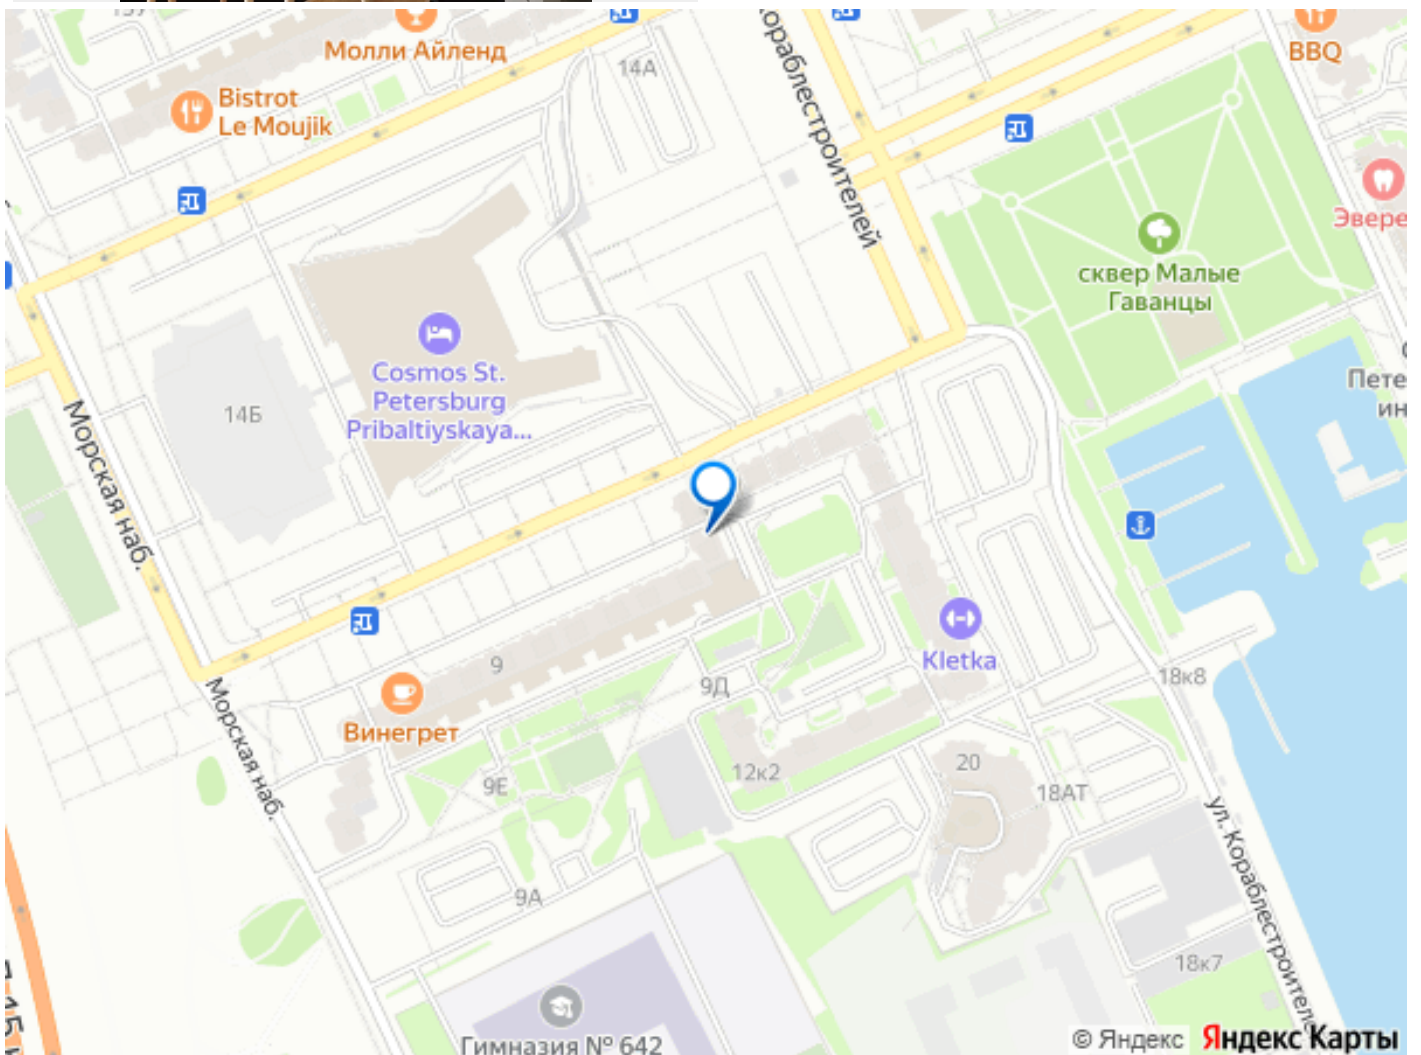 Молли Айленд
14А
BBQ
Bistrot
Le Moujik
Кораблестроителей
Эвере
сквер Малые
Гаванцы
Cosmos St.
Petersburg
Pribaltiyskaya...
14Б
Пете
ин
Морская наб.
Kletka
9
9Д
18к8
Морская наб.
Винегрет
9Е
12к2
20
18АТ
ул. Кораблестроителе
9А
18к7
Гимназия № 642
© Яндекс Яндекс Карты